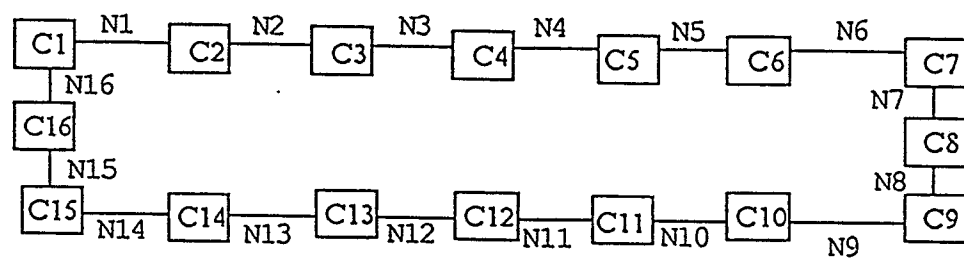 N1 N2 N3 N4 N5 N6
C1 C2 C3 C4 C5 C6 C7
N16 N7
C16 C8
N15 N8
C15 C14 C13 C12 C11 C10 C9
N14 N13 N12 N11 N10 N9